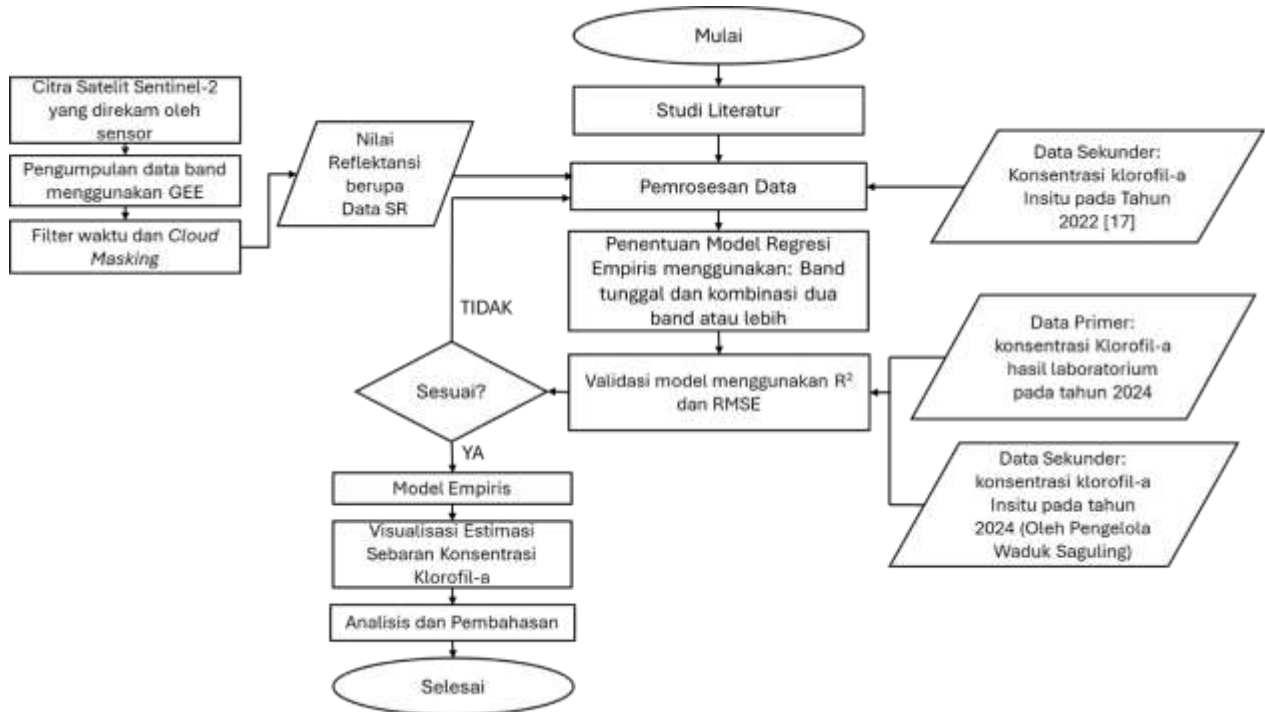 Mulai
Citra Satelit Sentinel-2
yang direkam oleh
sensor
Studi Literatur
Pengumpulan data band
menggunakan GEE
Filter waktu dan Cloud
Masking
Nilai
Reflektansi
berupa
Data SR
Pemrosesan Data
Data Sekunder:
Konsentrasi klorofil-a
Insitu pada Tahun
2022 [17]
Penentuan Model Regresi
Empiris menggunakan: Band
tunggal dan kombinasi dua
band atau lebih
TIDAK
Data Primer:
konsentrasi Klorofil-a
hasil laboratorium
pada tahun 2024
Validasi model menggunakan R²
dan RMSE
Sesuai?
YA
Data Sekunder:
konsentrasi klorofil-a
Insitu pada tahun
2024 (Oleh Pengelola
Waduk Saguling)
Model Empiris
Visualisasi Estimasi
Sebaran Konsentrasi
Klorofil-a
Analisis dan Pembahasan
Selesai